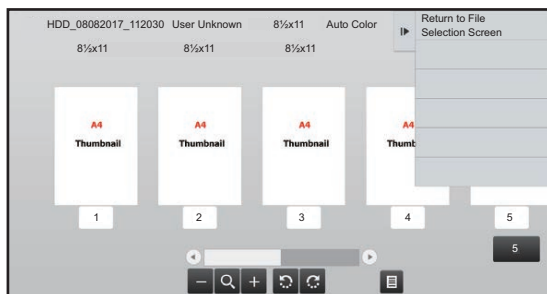 HDD_08082017_112030 User Unknown 8½x11 Auto Color
8½x11 8½x11 8½x11
Return to File
Selection Screen
A4 A4 A4 A4
Thumbnail Thumbnail Thumbnail Thumb
1 2 3 4 5
5